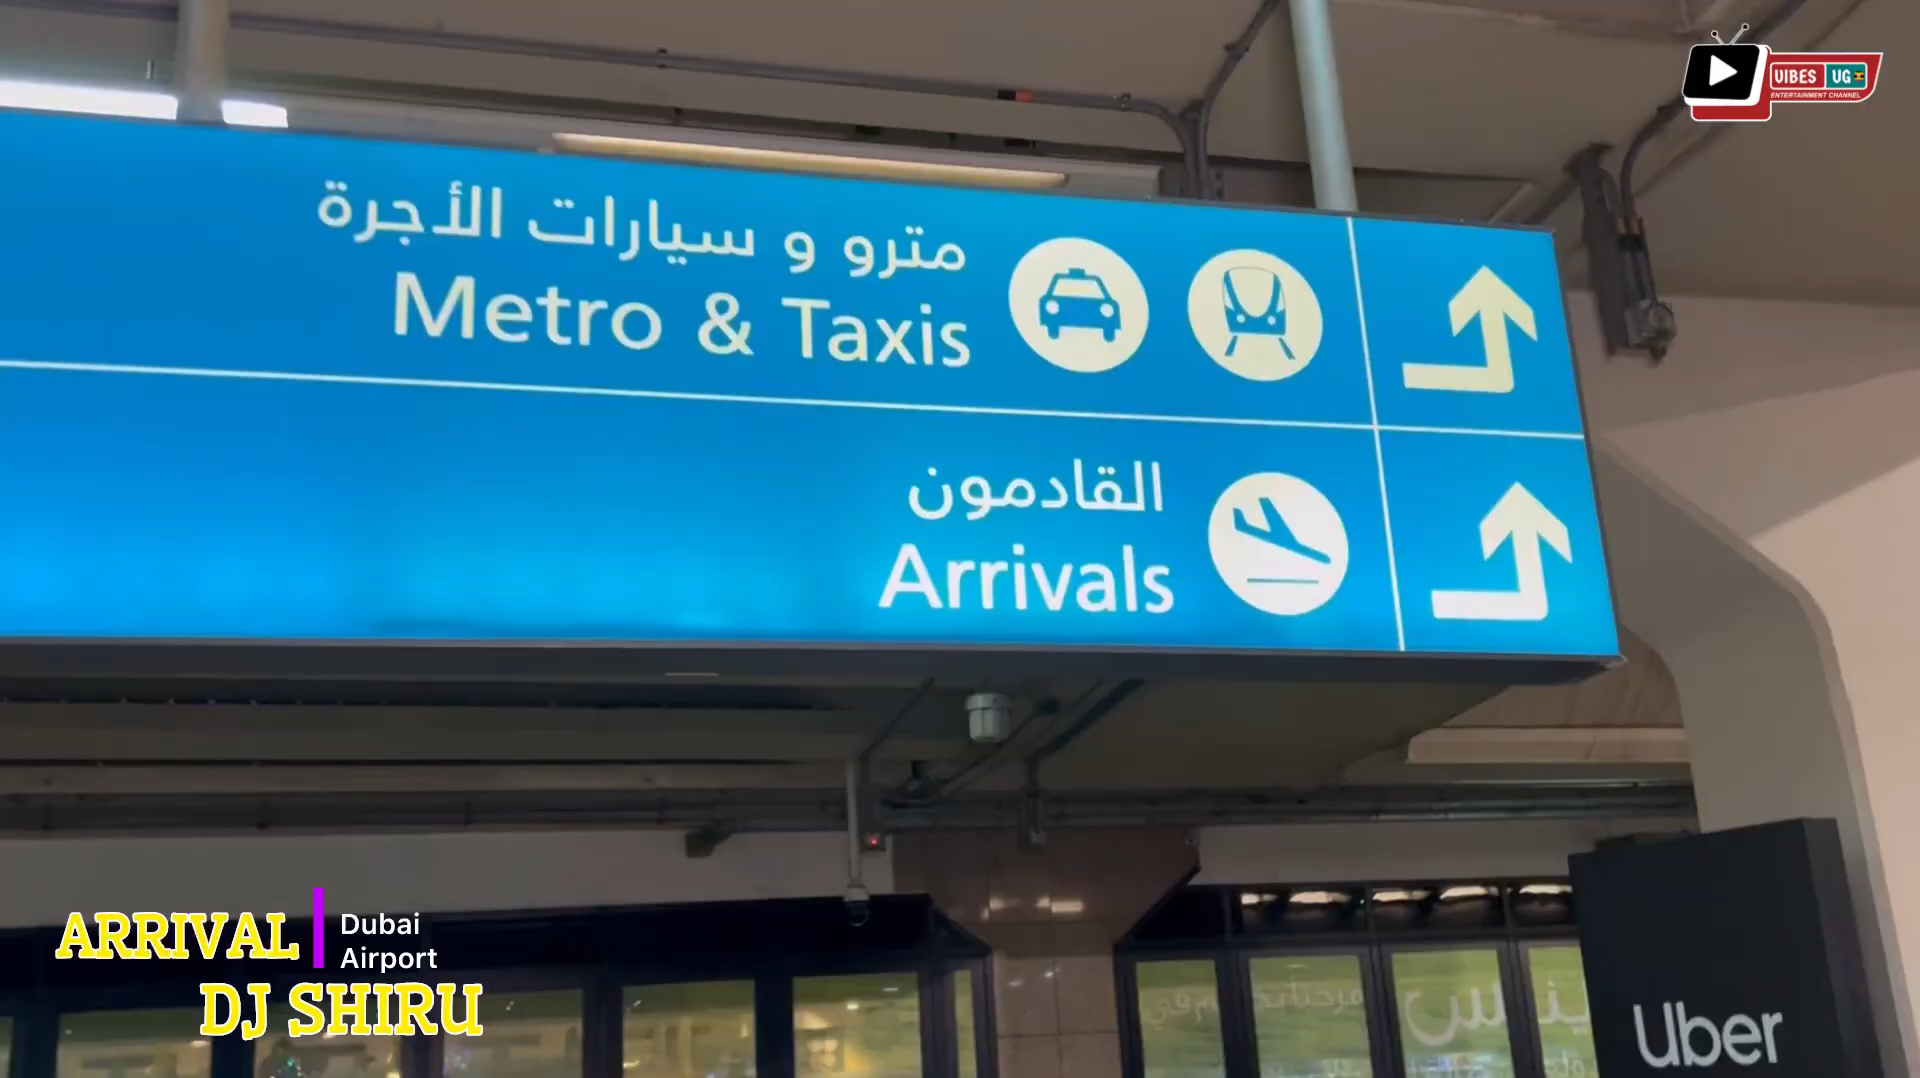 VIBES UG
ENTERTAINMENT CHANNEL
مترو و سيارات الأجرة
Metro & Taxis
القادمون
Arrivals
ARRIVAL
Dubai
Airport
DJ SHIRU
Uber